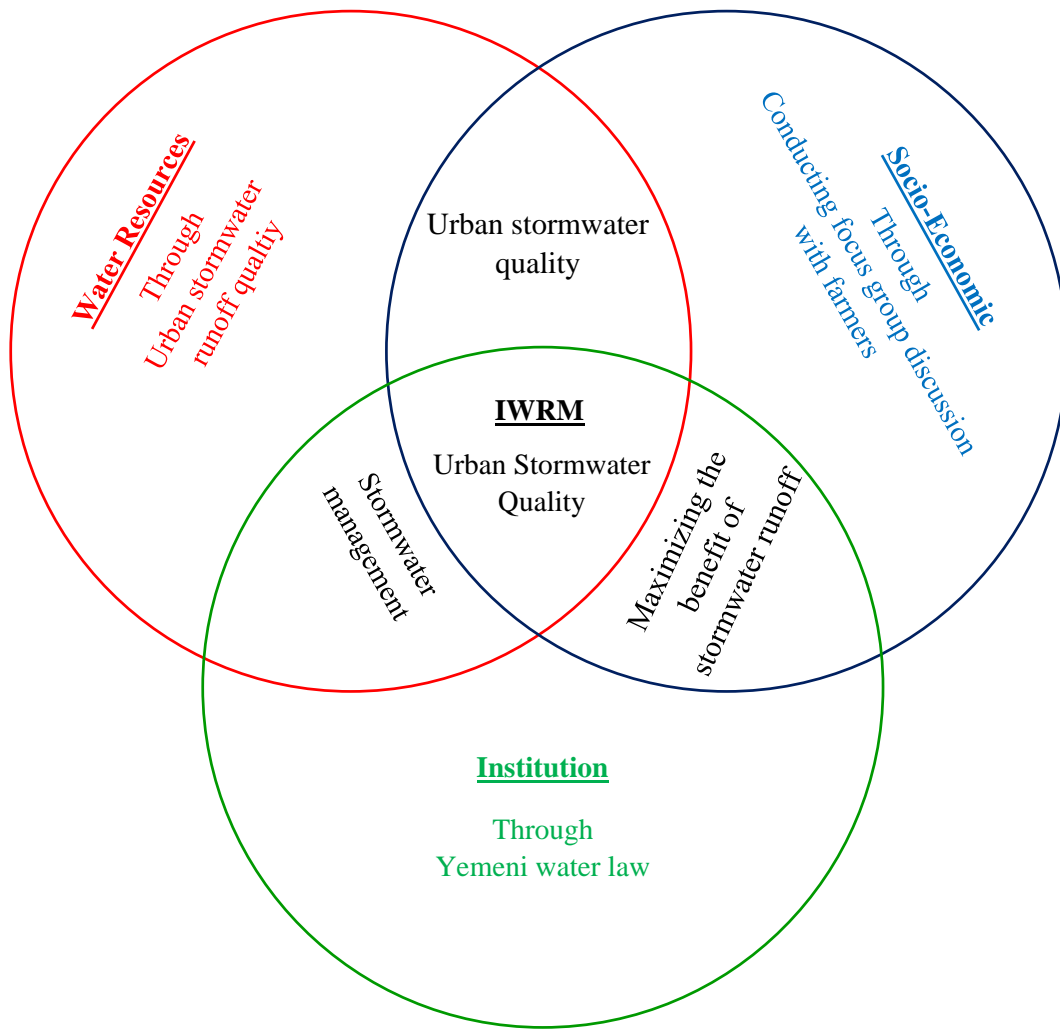 Water Resources
Through
Urban stormwater
runoff qualtiy
Urban stormwater
quality
Socio-Economic
Through
Conducting focus group discussion
with farmers
IWRM
Urban Stormwater
Quality
Stormwater
management
Maximizing the
benefit of
stormwater runoff
Institution
Through
Yemeni water law